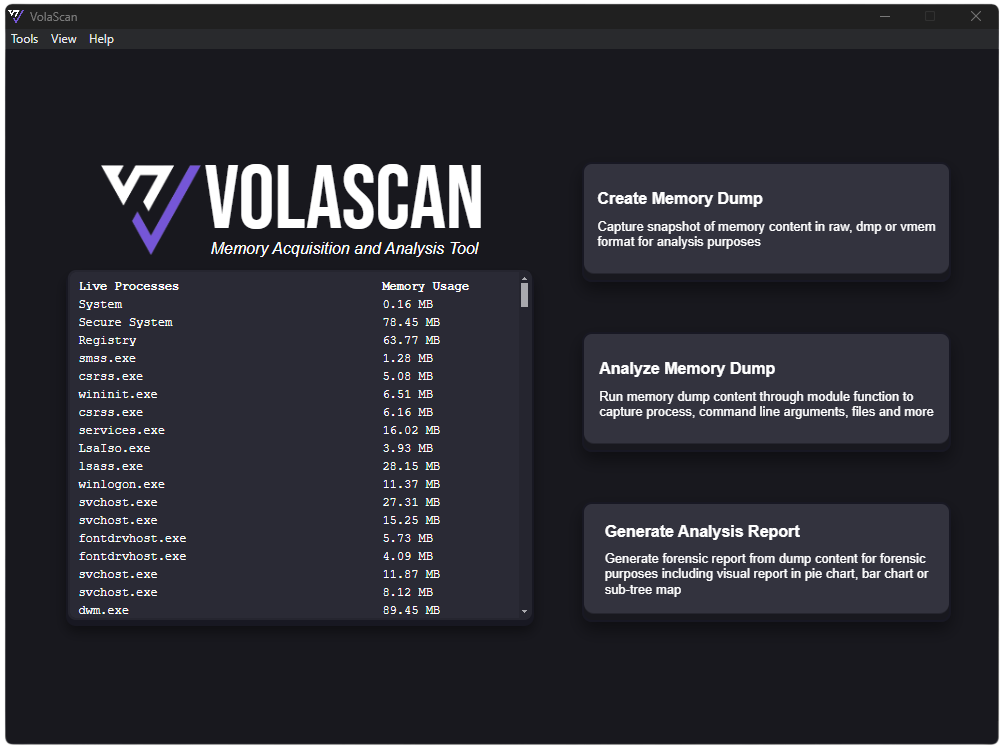 VolaScan
Tools View Help
VOLASCAN
Memory Acquisition and Analysis Tool
Live Processes Memory Usage
System 0.16 MB
Secure System 78.45 MB
Registry 63.77 MB
smss.exe 1.28 MB
csrss.exe 5.08 MB
wininit.exe 6.51 MB
csrss.exe 6.16 MB
services.exe 16.02 MB
LsaIso.exe 3.93 MB
lsass.exe 28.15 MB
winlogon.exe 11.37 MB
svchost.exe 27.31 MB
svchost.exe 15.25 MB
fontdrvhost.exe 5.73 MB
fontdrvhost.exe 4.09 MB
svchost.exe 11.87 MB
svchost.exe 8.12 MB
dwm.exe 89.45 MB
Create Memory Dump
Capture snapshot of memory content in raw, dmp or vmem
format for analysis purposes
Analyze Memory Dump
Run memory dump content through module function to
capture process, command line arguments, files and more
Generate Analysis Report
Generate forensic report from dump content for forensic
purposes including visual report in pie chart, bar chart or
sub-tree map